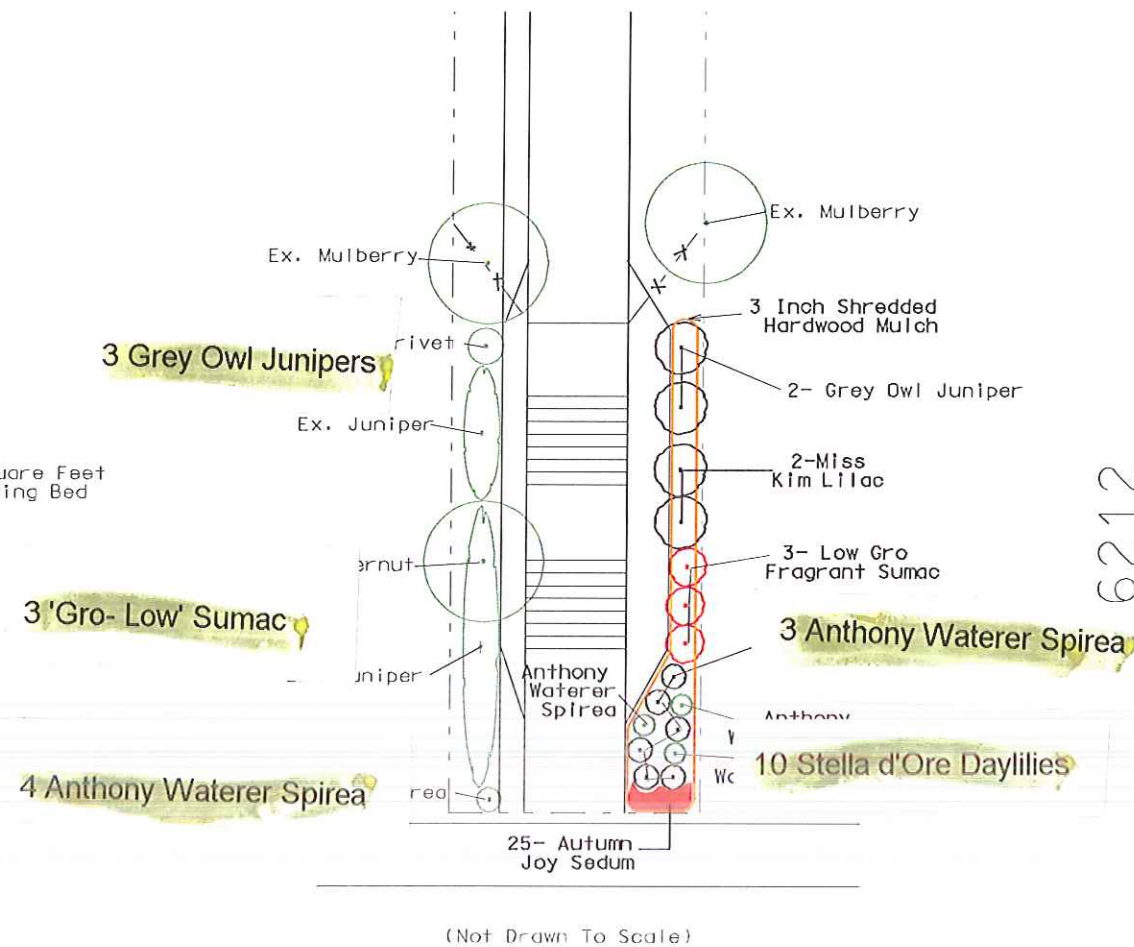 Ex. Mulberry
Ex. Mulberry
3 Inch Shredded
Hardwood Mulch
3 Grey Owl Junipers
rivet
2- Grey Owl Juniper
Ex. Juniper
uare Feet
ing Bed
2-Miss
Kim Lilac
6212
ernut
3- Low Gro
Fragrant Sumac
3 'Gro- Low' Sumac
3 Anthony Waterer Spirea
uniper
Anthony
Waterer
Spirea
Anthony
4 Anthony Waterer Spirea
rea
10 Stella d'Ore Daylilies
25- Autumn
Joy Sedum
(Not Drawn To Scale)